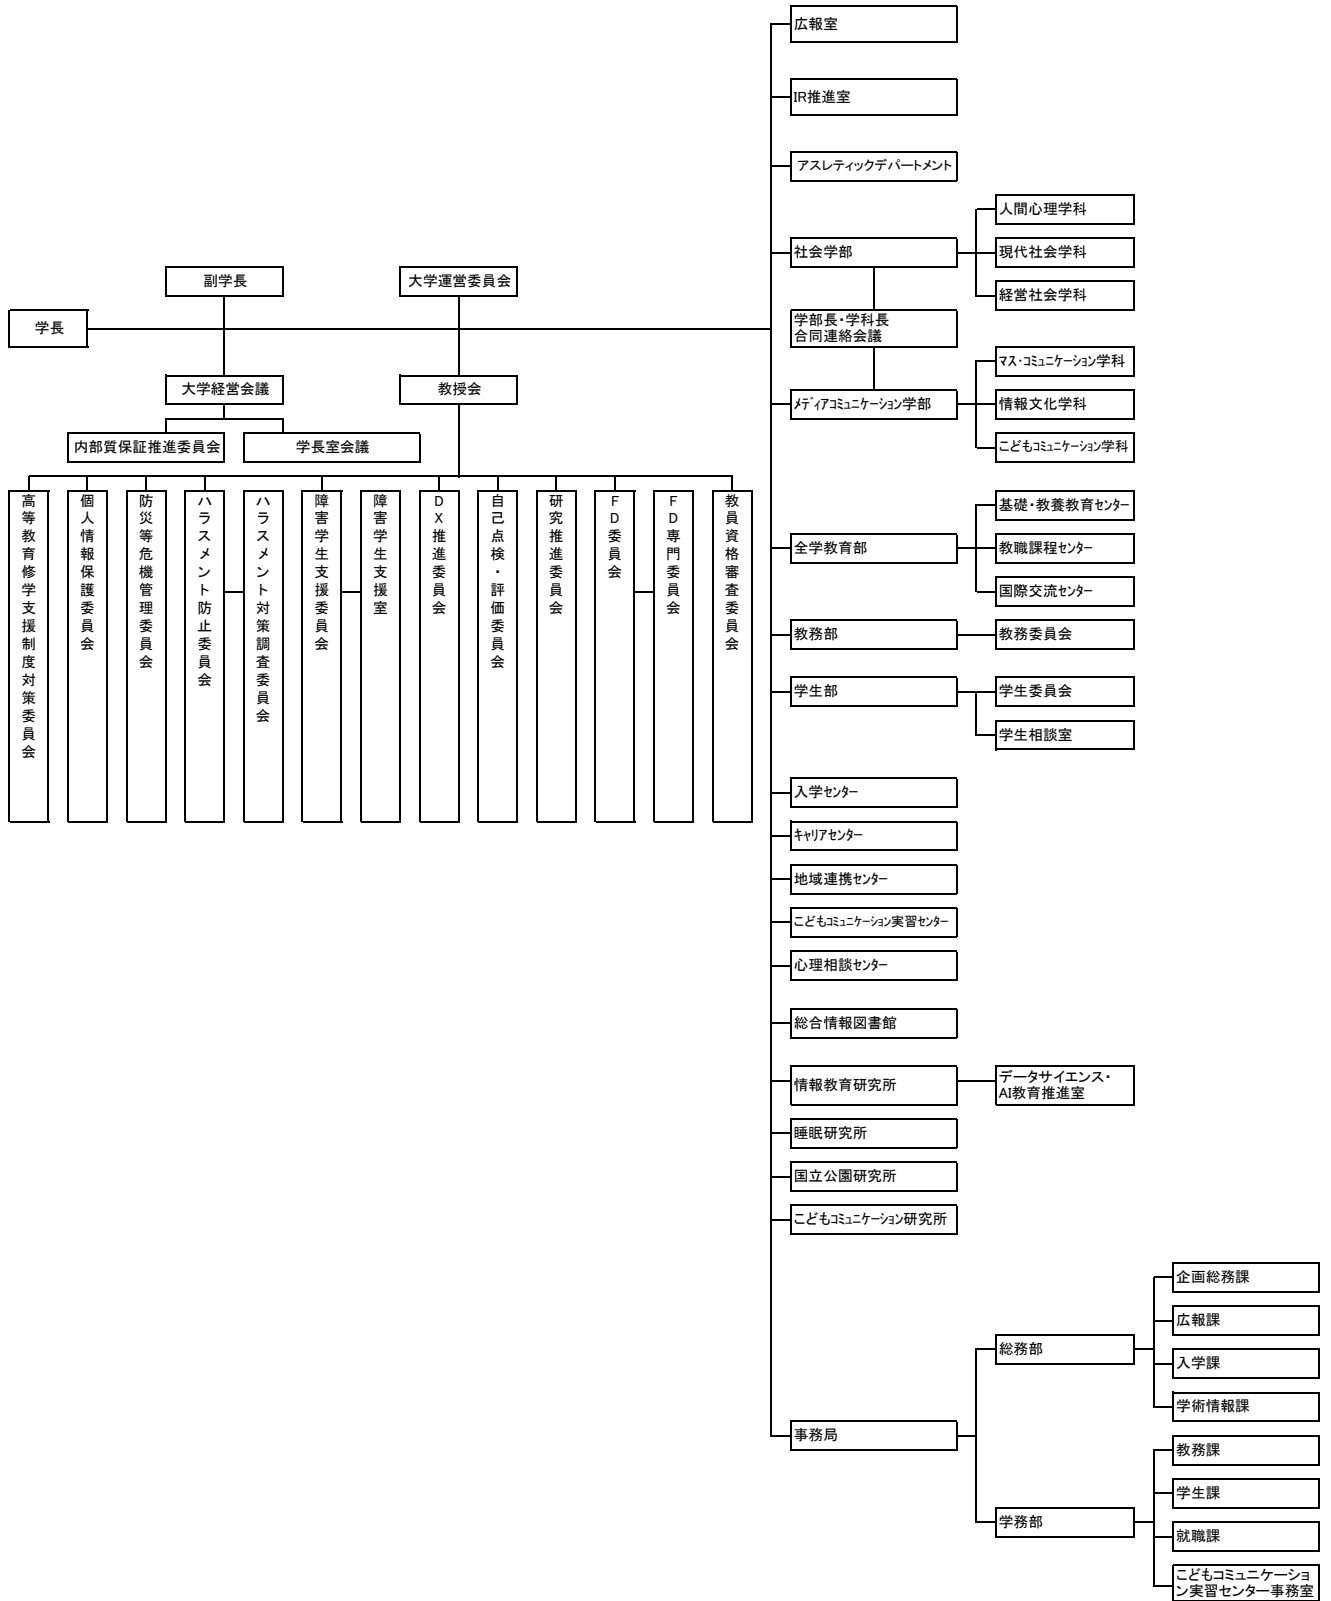 学長
副学長
大学運営委員会
大学経営会議
教授会
内部質保証推進委員会
学長室会議
高等教育修学支援制度対策委員会
個人情報保護委員会
防災等危機管理委員会
ハラスメント防止委員会
ハラスメント対策調査委員会
障害学生支援委員会
障害学生支援室
DX推進委員会
自己点検・評価委員会
研究推進委員会
FD委員会
FD専門委員会
教員資格審査委員会
広報室
IR推進室
アスレティックデパートメント
社会学部
人間心理学科
現代社会学科
経営社会学科
学部長・学科長
合同連絡会議
メディアコミュニケーション学部
マス・コミュニケーション学科
情報文化学科
こどもコミュニケーション学科
全学教育部
基礎・教養教育センター
教職課程センター
国際交流センター
教務部
教務委員会
学生部
学生委員会
学生相談室
入学センター
キャリアセンター
地域連携センター
こどもコミュニケーション実習センター
心理相談センター
総合情報図書館
情報教育研究所
データサイエンス・
AI教育推進室
睡眠研究所
国立公園研究所
こどもコミュニケーション研究所
事務局
総務部
企画総務課
広報課
入学課
学術情報課
学務部
教務課
学生課
就職課
こどもコミュニケーショ
ン実習センター事務室